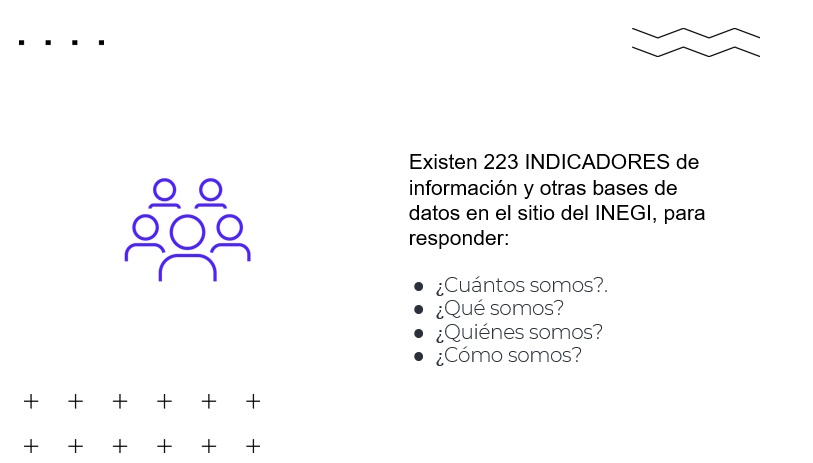 Existen 223 INDICADORES de
información y otras bases de
datos en el sitio del INEGI, para
responder:
● ¿Cuántos somos?.
● ¿Qué somos?
● ¿Quiénes somos?
● ¿Cómo somos?